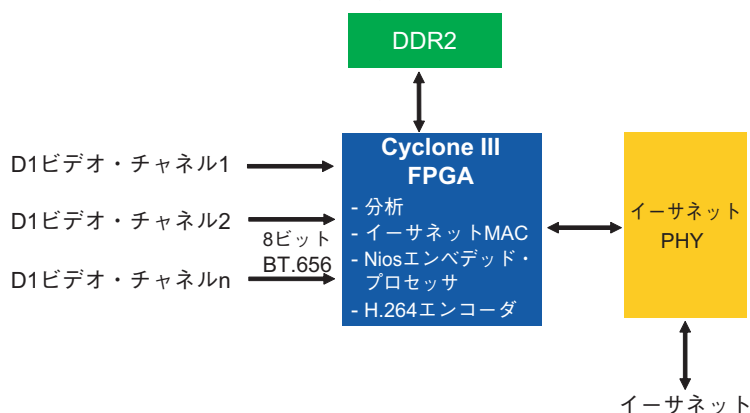 DDR2
D1ビデオ・チャネル1
D1ビデオ・チャネル2
8ビット
BT.656
D1ビデオ・チャネルn
Cyclone III
FPGA
- 分析
- イーサネットMAC
- Niosエンベデッド・
プロセッサ
- H.264エンコーダ
イーサネット
PHY
イーサネット